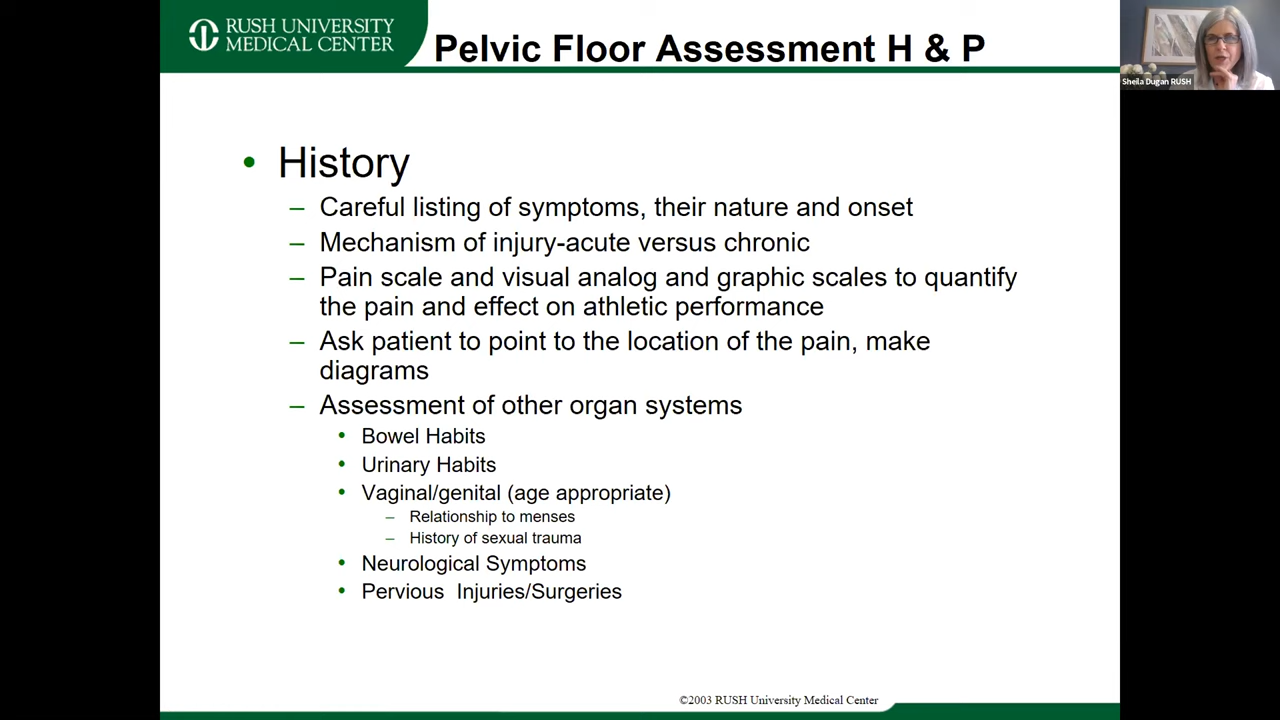 RUSH UNIVERSITY
MEDICAL CENTER
Pelvic Floor Assessment H & P
Sheila Dugan RUSH
• History
– Careful listing of symptoms, their nature and onset
– Mechanism of injury-acute versus chronic
– Pain scale and visual analog and graphic scales to quantify
the pain and effect on athletic performance
– Ask patient to point to the location of the pain, make
diagrams
– Assessment of other organ systems
• Bowel Habits
• Urinary Habits
• Vaginal/genital (age appropriate)
– Relationship to menses
– History of sexual trauma
• Neurological Symptoms
• Pervious  Injuries/Surgeries
©2003 RUSH University Medical Center